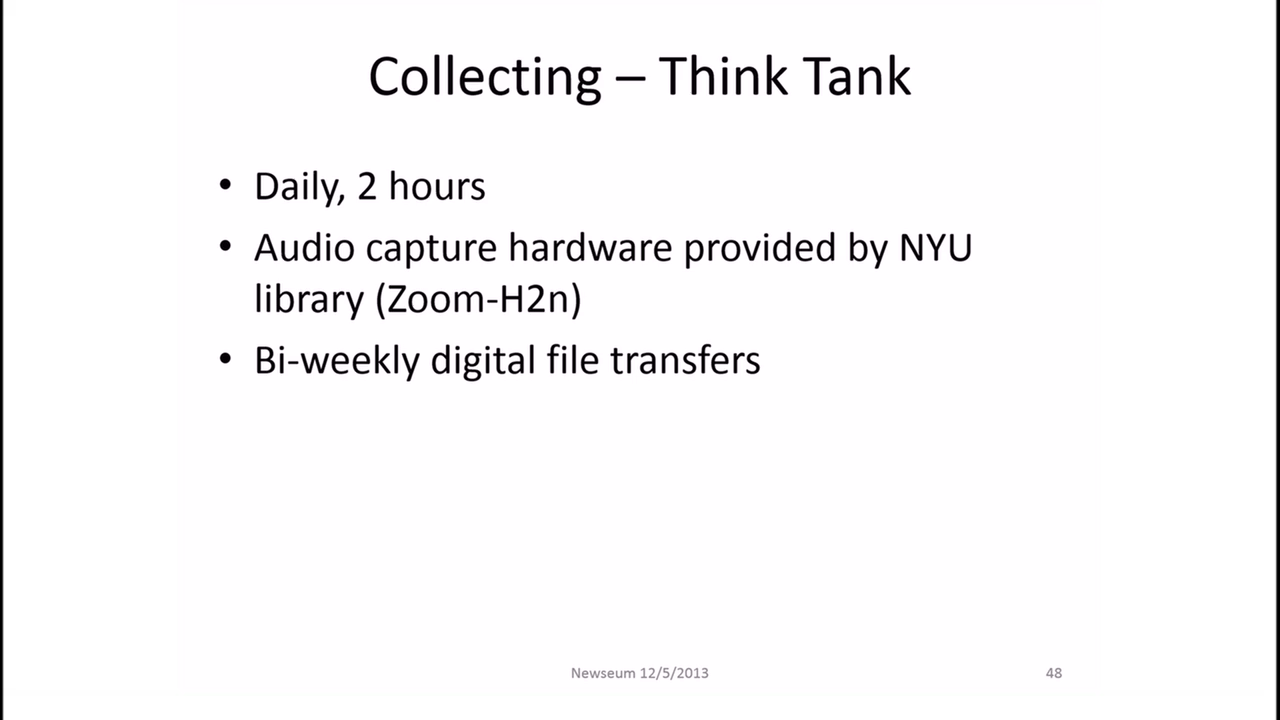 Collecting – Think Tank
• Daily, 2 hours
• Audio capture hardware provided by NYU
library (Zoom-H2n)
• Bi-weekly digital file transfers
Newseum 12/5/2013
48